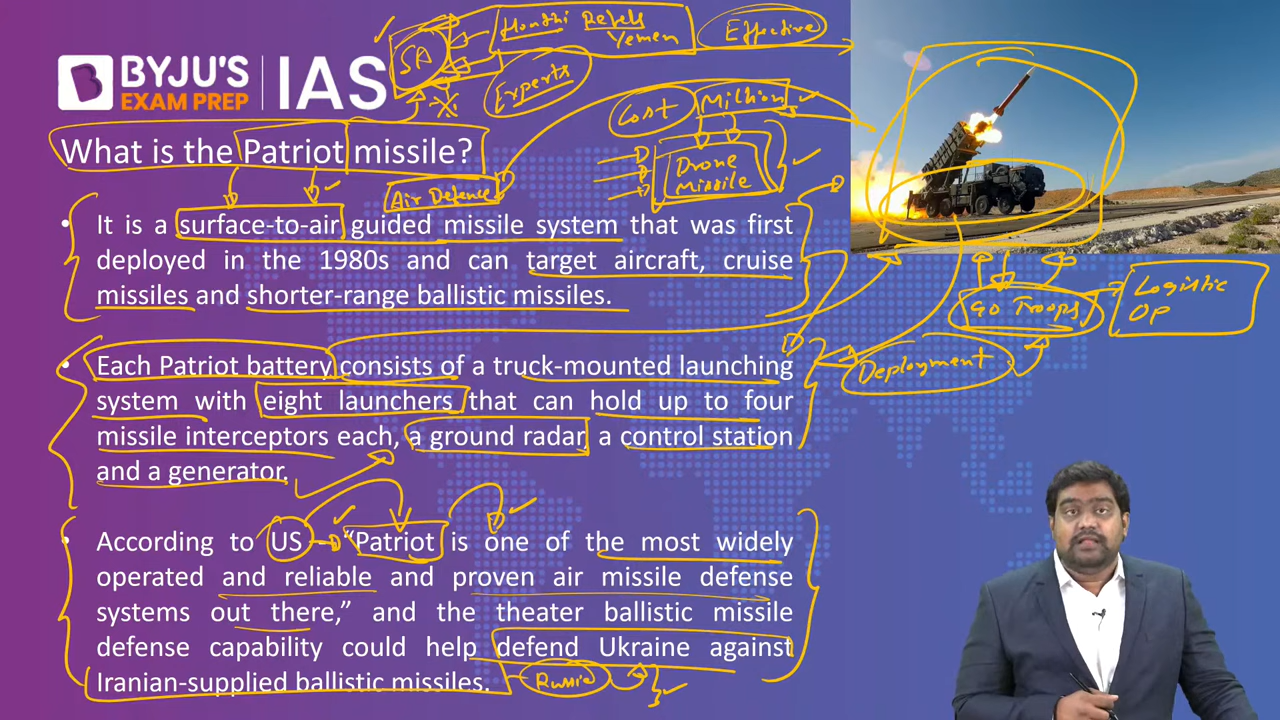 SA
Houthi Rebels
Yemen
Effective
Experts
BYJU'S
EXAM PREP
IAS
Cost
Million
Drone
Missile
What is the Patriot missile?
Air Defense
• It is a surface-to-air guided missile system that was first
deployed in the 1980s and can target aircraft, cruise
missiles and shorter-range ballistic missiles.
90 Troops
Logistic
OP
Deployment
• Each Patriot battery consists of a truck-mounted launching
system with eight launchers that can hold up to four
missile interceptors each, a ground radar, a control station
and a generator.
• According to US “Patriot is one of the most widely
operated and reliable and proven air missile defense
systems out there,” and the theater ballistic missile
defense capability could help defend Ukraine against
Iranian-supplied ballistic missiles.
Russia